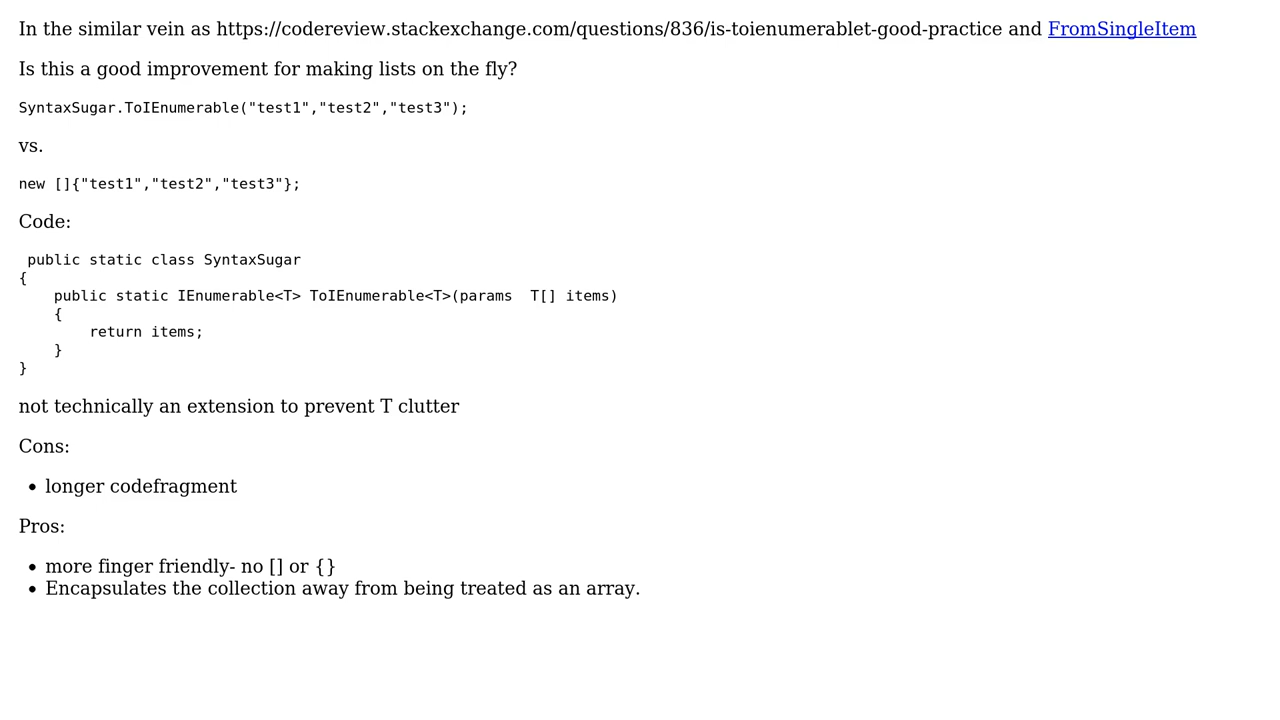 In the similar vein as https://codereview.stackexchange.com/questions/836/is-toienumerablet-good-practice and FromSingleItem
Is this a good improvement for making lists on the fly?
SyntaxSugar.ToIEnumerable("test1","test2","test3");
vs.
new []{"test1","test2","test3"};
Code:
 public static class SyntaxSugar
{
    public static IEnumerable<T> ToIEnumerable<T>(params  T[] items)
    {
        return items;
    }
}
not technically an extension to prevent T clutter
Cons:
• longer codefragment
Pros:
• more finger friendly- no [] or {}
• Encapsulates the collection away from being treated as an array.